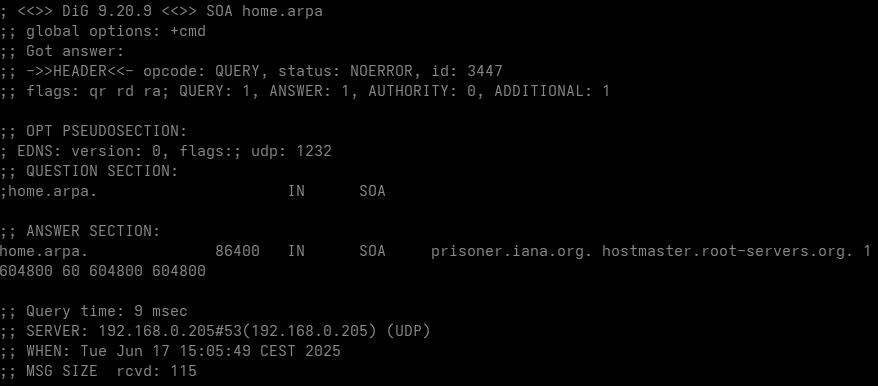 ; <<>> DiG 9.20.9 <<>> SOA home.arpa
;; global options: +cmd
;; Got answer:
;; ->>HEADER<<- opcode: QUERY, status: NOERROR, id: 3447
;; flags: qr rd ra; QUERY: 1, ANSWER: 1, AUTHORITY: 0, ADDITIONAL: 1

;; OPT PSEUDOSECTION:
; EDNS: version: 0, flags:; udp: 1232
;; QUESTION SECTION:
;home.arpa.			IN	SOA

;; ANSWER SECTION:
home.arpa.		86400	IN	SOA	prisoner.iana.org. hostmaster.root-servers.org. 1
604800 60 604800 604800

;; Query time: 9 msec
;; SERVER: 192.168.0.205#53(192.168.0.205) (UDP)
;; WHEN: Tue Jun 17 15:05:49 CEST 2025
;; MSG SIZE  rcvd: 115